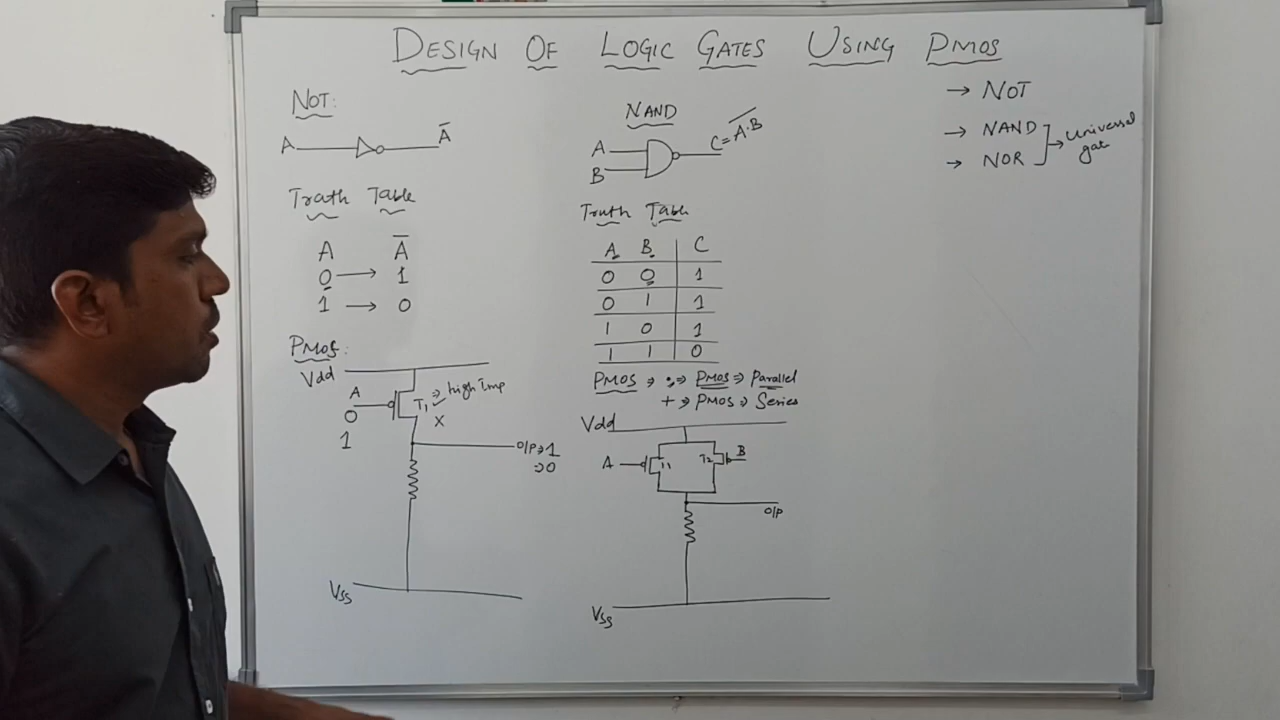 DESIGN OF LOGIC GATES USING PMOS
NOT:
A
A̅
Trath Table
A A̅
0 → 1
1 → 0
PMOS:
Vdd
A
0
1
T1 ⇒ high Imp
X
O/P ⇒ 1
⇒ 0
Vss
NAND
A
B
C = A̅.̅B̅
Truth Table
A B C
0 0 1
0 1 1
1 0 1
1 1 0
PMOS ⇒ • ⇒ PMOS ⇒ Parallel
+ ⇒ PMOS ⇒ Series
Vdd
A T1 T2 B
O/P
Vss
→ NOT
→ NAND
→ NOR
→ Universal
gate